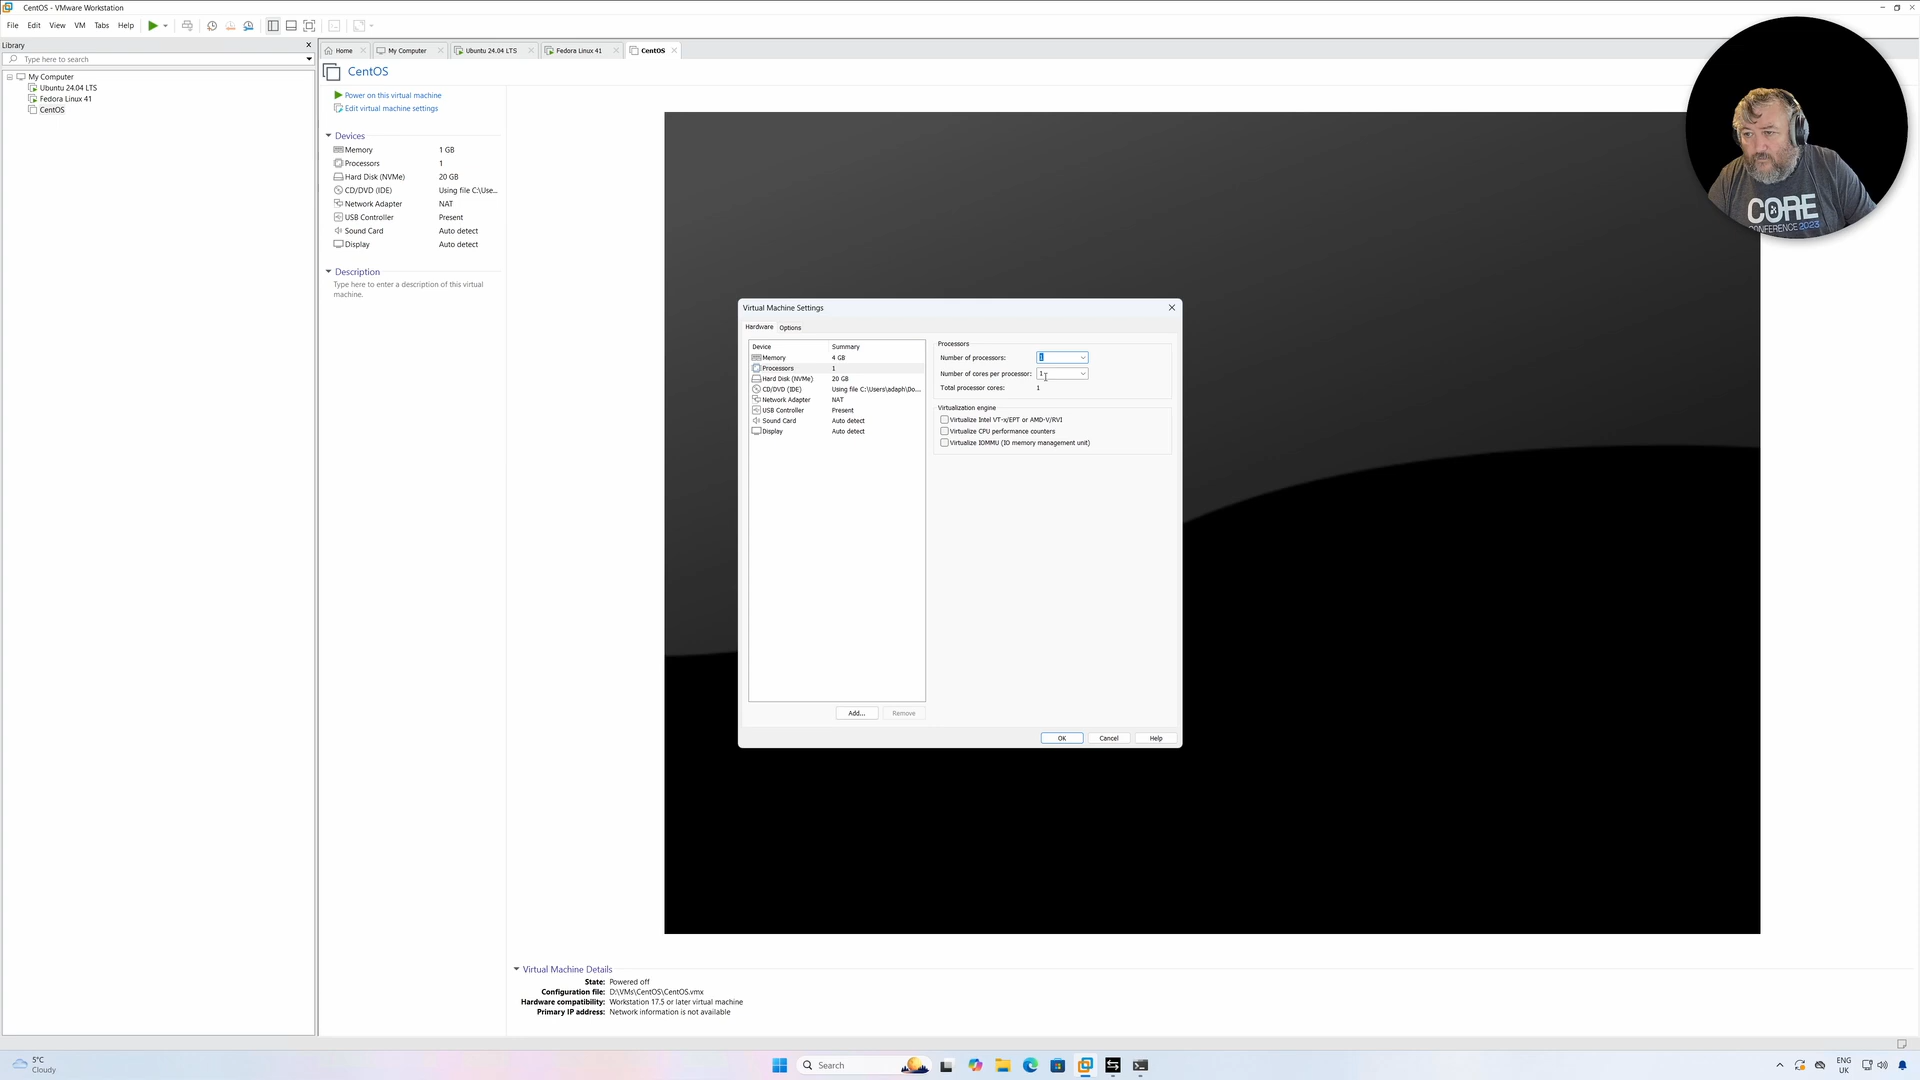 CentOS - VMware Workstation
File Edit View VM Tabs Help
Library
Type here to search
My Computer
Ubuntu 24.04 LTS
Fedora Linux 41
CentOS
Home My Computer Ubuntu 24.04 LTS Fedora Linux 41 CentOS
CentOS
Power on this virtual machine
Edit virtual machine settings
Devices
Memory 1 GB
Processors 1
Hard Disk (NVMe) 20 GB
CD/DVD (IDE) Using file C:\Use...
Network Adapter NAT
USB Controller Present
Sound Card Auto detect
Display Auto detect
Description
Type here to enter a description of this virtual
machine.
Virtual Machine Settings
Hardware Options
Device Summary
Memory 4 GB
Processors 1
Hard Disk (NVMe) 20 GB
CD/DVD (IDE) Using file C:\Users\adaph\Do...
Network Adapter NAT
USB Controller Present
Sound Card Auto detect
Display Auto detect
Add... Remove
Processors
Number of processors: 1
Number of cores per processor: 1
Total processor cores: 1
Virtualization engine
Virtualize Intel VT-x/EPT or AMD-V/RVI
Virtualize CPU performance counters
Virtualize IOMMU (IO memory management unit)
OK Cancel Help
CORE
CONFERENCE 2023
Virtual Machine Details
State: Powered off
Configuration file: D:\VMs\CentOS\CentOS.vmx
Hardware compatibility: Workstation 17.5 or later virtual machine
Primary IP address: Network information is not available
5°C
Cloudy
Search
ENG
UK